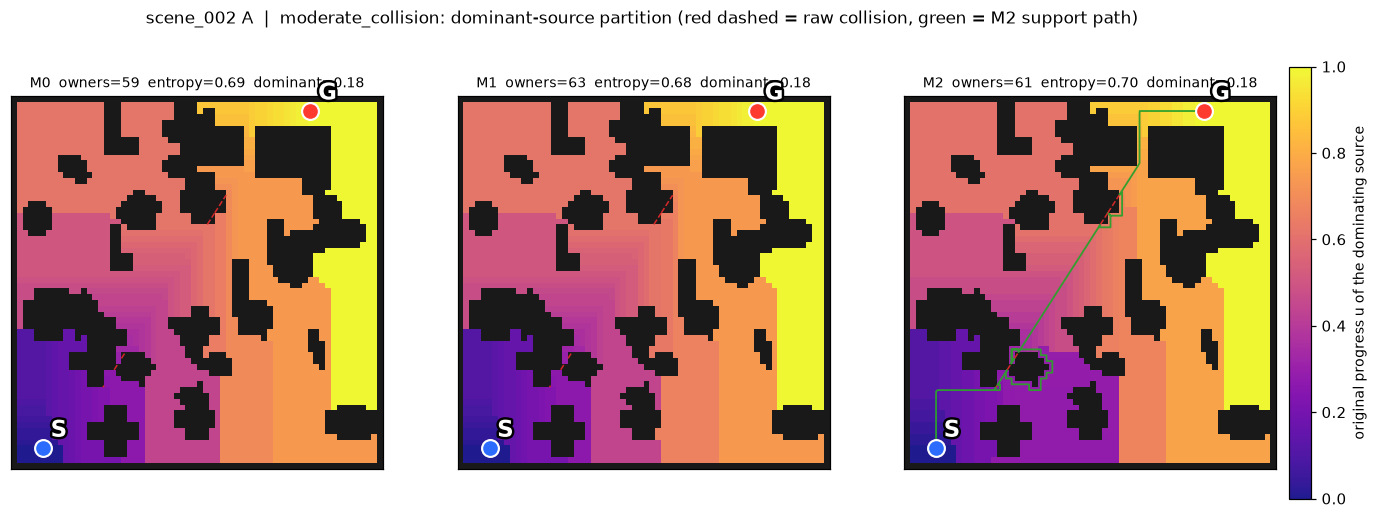 scene_002 A | moderate_collision: dominant-source partition (red dashed = raw collision, green = M2 support path)
M0 owners=59 entropy=0.69 dominant=0.18
M1 owners=63 entropy=0.68 dominant=0.18
M2 owners=61 entropy=0.70 dominant=0.18
G
G
G
S
S
S
1.0
0.8
0.6
0.4
0.2
0.0
original progress u of the dominating source